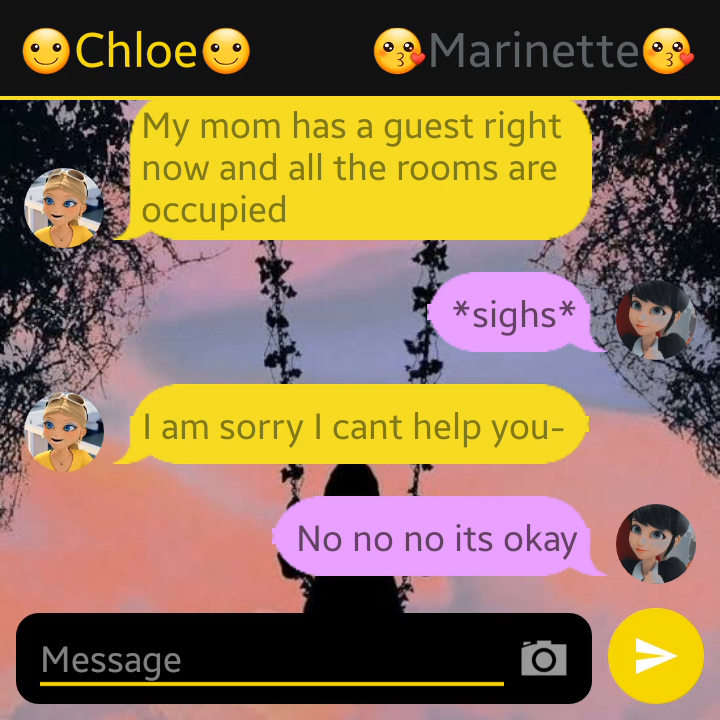 🙂Chloe🙂 😘Marinette😘
My mom has a guest right
now and all the rooms are
occupied
*sighs*
I am sorry I cant help you-
No no no its okay
Message